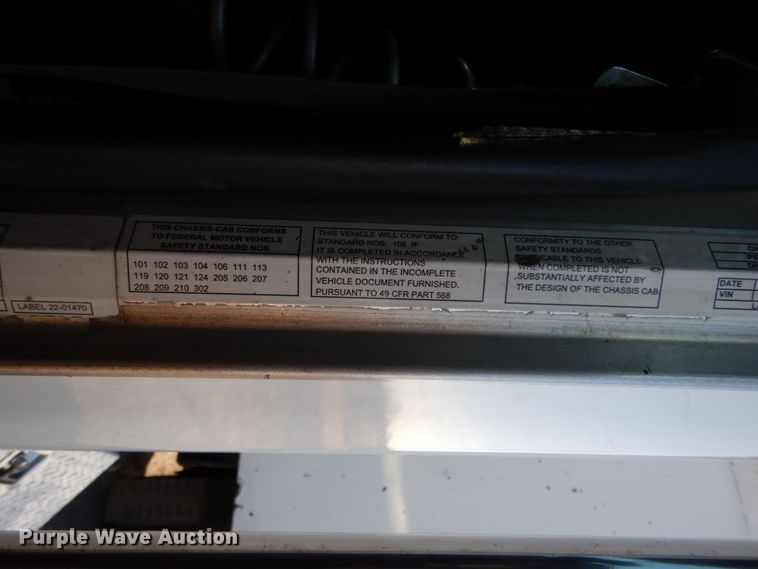 THIS CHASSIS-CAB CONFORMS
TO FEDERAL MOTOR VEHICLE
SAFETY STANDARD NOS.
101 102 103 104 106 111 113
119 120 121 124 205 206 207
208 209 210 302
THIS VEHICLE WILL CONFORM TO
STANDARD NOS. 108, IF
IT IS COMPLETED IN ACCORDANCE
WITH THE INSTRUCTIONS
CONTAINED IN THE INCOMPLETE
VEHICLE DOCUMENT FURNISHED.
PURSUANT TO 49 CFR PART 568
CONFORMITY TO THE OTHER
SAFETY STANDARDS
TO THIS VEHICLE
WHEN COMPLETED IS NOT
SUBSTANTIALLY AFFECTED BY
THE DESIGN OF THE CHASSIS CAB
DATE
VIN
LABEL 22-01470
Purple Wave Auction